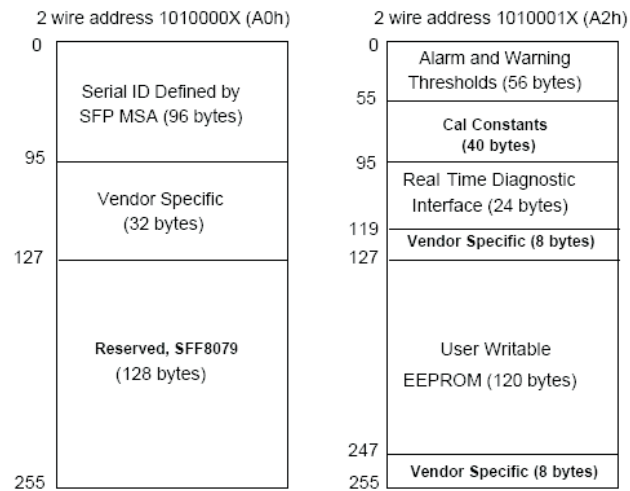 2 wire address 1010000X (A0h)
0
Serial ID Defined by
SFP MSA (96 bytes)
95
Vendor Specific
(32 bytes)
127
Reserved, SFF8079
(128 bytes)
255
2 wire address 1010001X (A2h)
0
Alarm and Warning
Thresholds (56 bytes)
55
Cal Constants
(40 bytes)
95
Real Time Diagnostic
Interface (24 bytes)
119
Vendor Specific (8 bytes)
127
User Writable
EEPROM (120 bytes)
247
Vendor Specific (8 bytes)
255